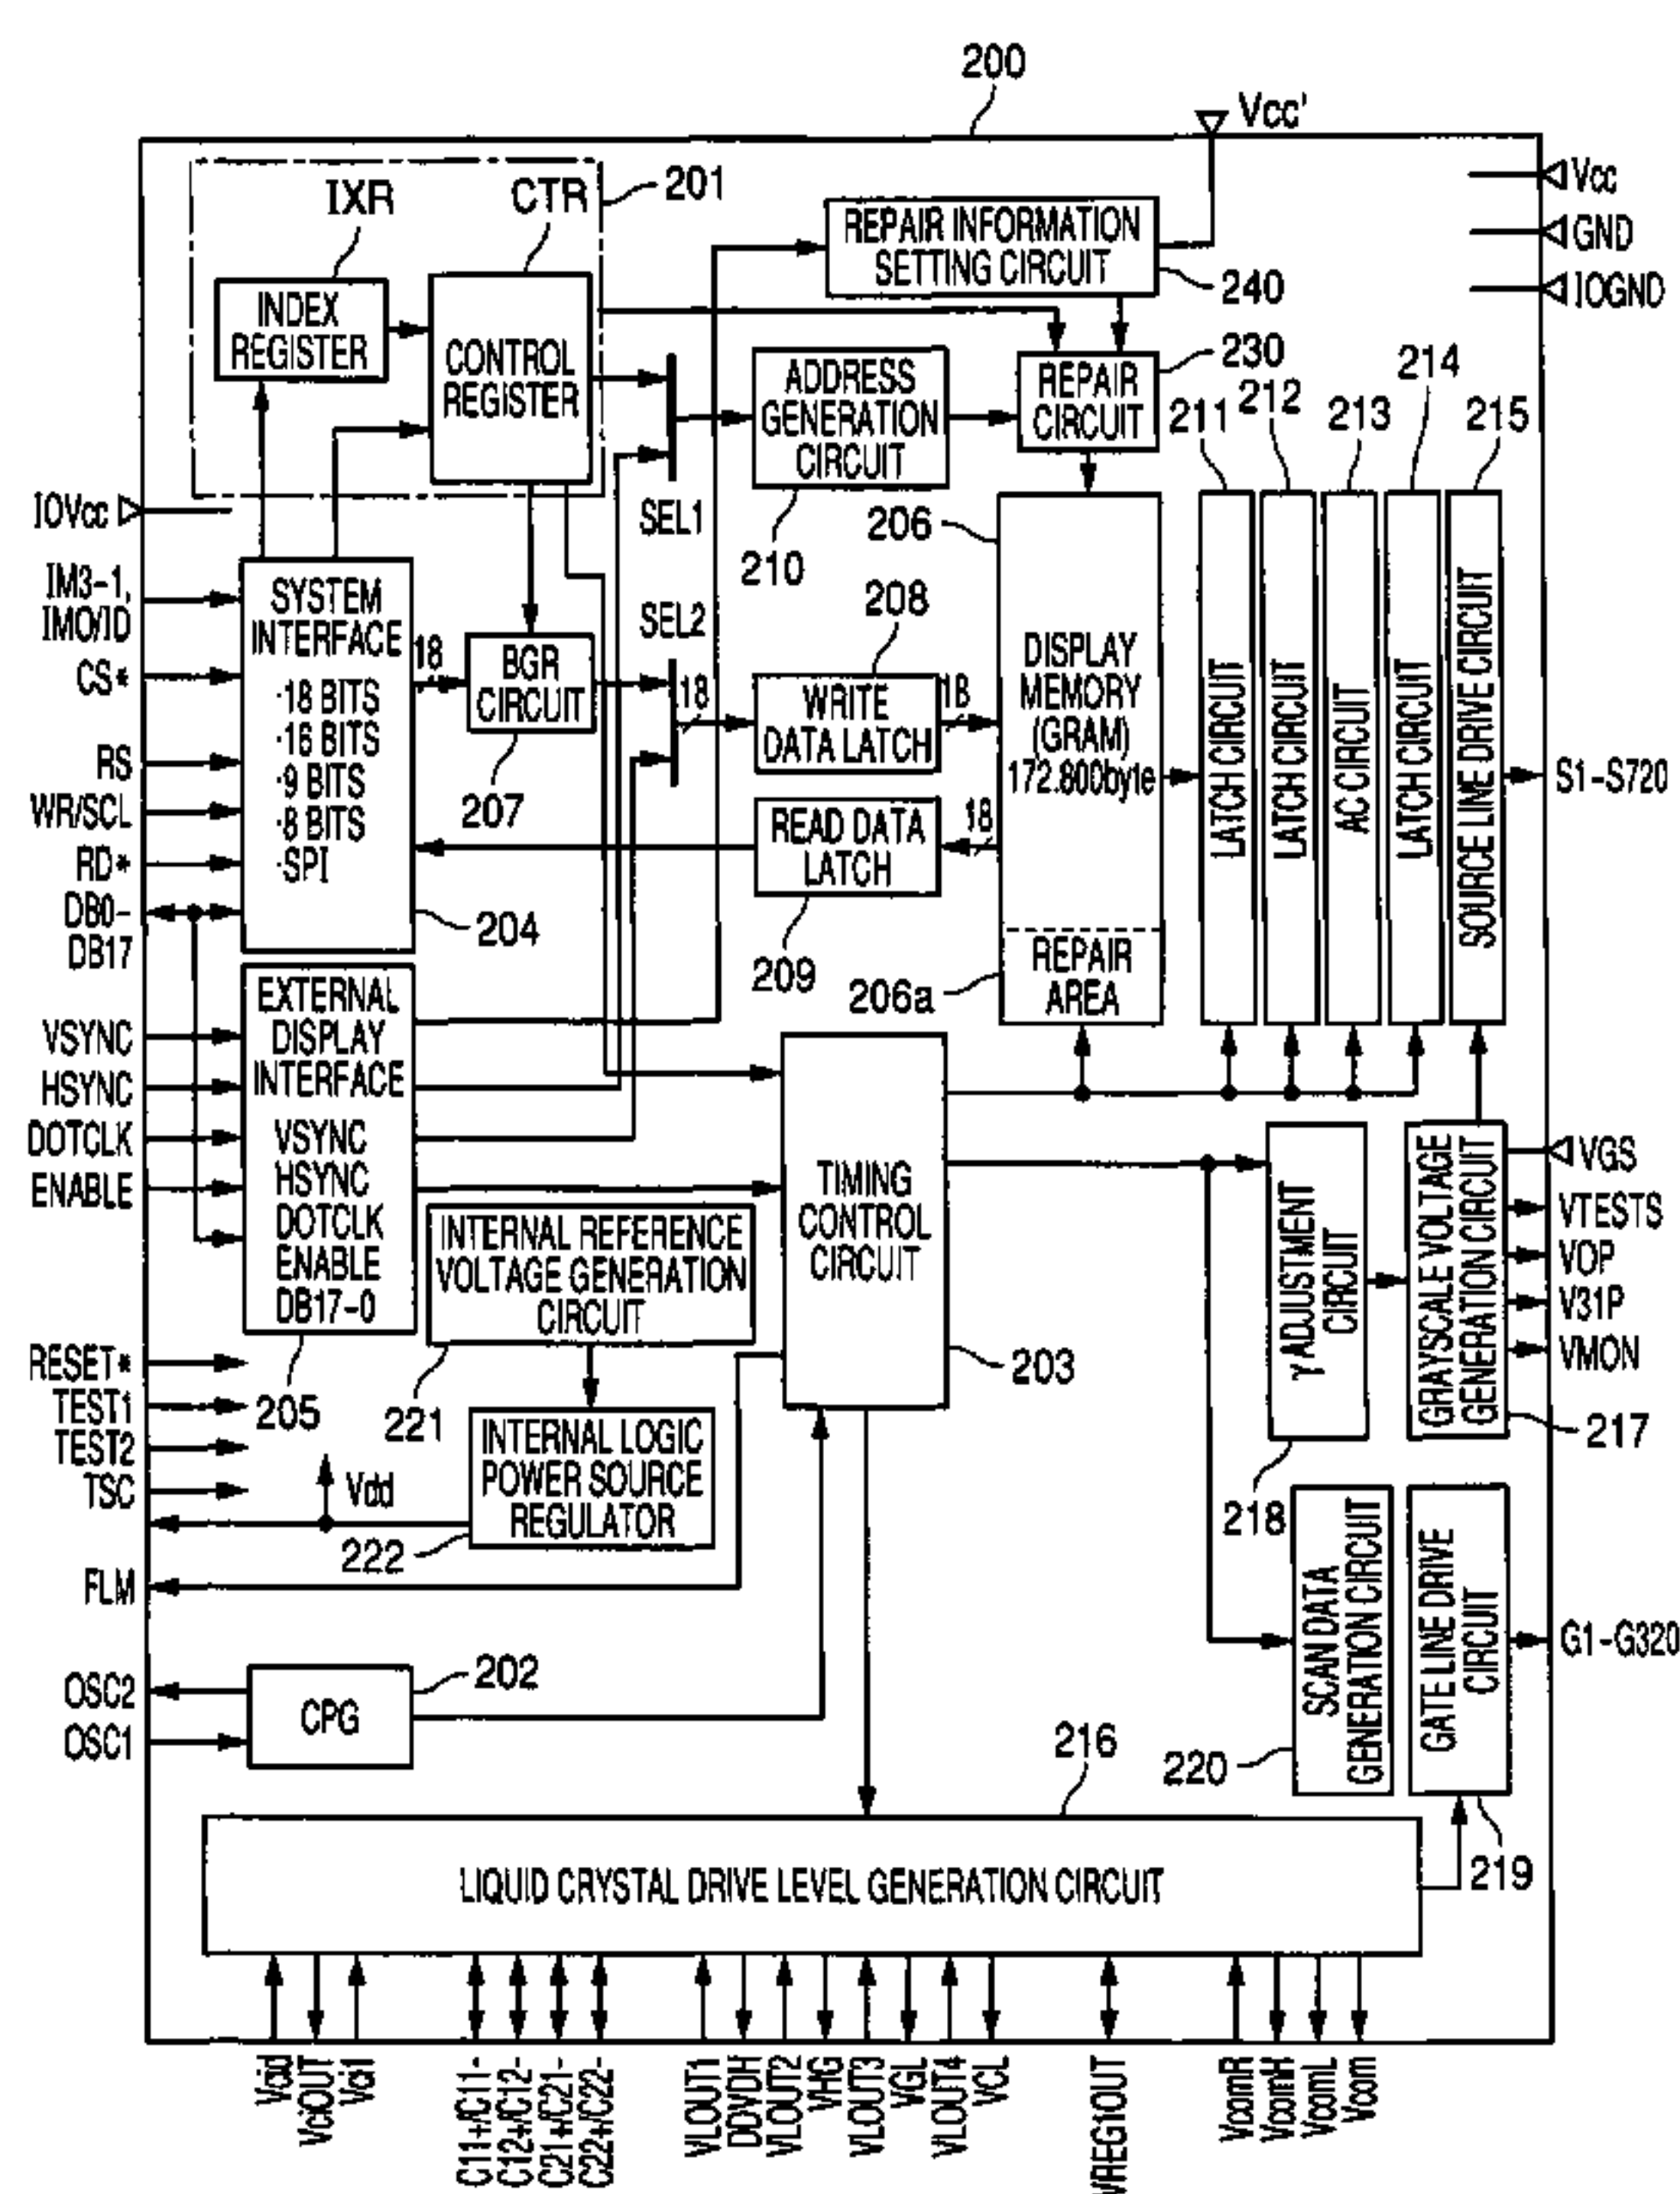 200
Vcc'
Vcc
GND
IOGND
IXR
CTR
201
INDEX
REGISTER
CONTROL
REGISTER
REPAIR INFORMATION
SETTING CIRCUIT
240
ADDRESS
GENERATION
CIRCUIT
210
REPAIR
CIRCUIT
230
211
212
213
214
215
SEL1
SEL2
IOVcc
IM3-1,
IMO/ID
CS*
RS
WR/SCL
RD*
DB0-
DB17
SYSTEM
INTERFACE
·18 BITS
·16 BITS
·9 BITS
·8 BITS
·SPI
204
18
BGR
CIRCUIT
207
18
208
WRITE
DATA LATCH
18
READ DATA
LATCH
18
209
206
DISPLAY
MEMORY
(GRAM)
172.800byte
REPAIR
AREA
206a
LATCH CIRCUIT
LATCH CIRCUIT
AC CIRCUIT
LATCH CIRCUIT
SOURCE LINE DRIVE CIRCUIT
S1-S720
VSYNC
HSYNC
DOTCLK
ENABLE
EXTERNAL
DISPLAY
INTERFACE
VSYNC
HSYNC
DOTCLK
ENABLE
DB17-0
205
INTERNAL REFERENCE
VOLTAGE GENERATION
CIRCUIT
221
INTERNAL LOGIC
POWER SOURCE
REGULATOR
222
Vdd
TIMING
CONTROL
CIRCUIT
203
γ ADJUSTMENT
CIRCUIT
218
GRAYSCALE VOLTAGE
GENERATION CIRCUIT
217
VGS
VTESTS
VOP
V31P
VMON
RESET*
TEST1
TEST2
TSC
FLM
OSC2
OSC1
CPG
202
SCAN DATA
GENERATION CIRCUIT
220
GATE LINE DRIVE
CIRCUIT
219
G1-G320
216
LIQUID CRYSTAL DRIVE LEVEL GENERATION CIRCUIT
Vcid
VciOUT
Vci1
C11+/C11-
C12+/C12-
C21+/C21-
C22+/C22-
VLOUT1
DDVDH
VLOUT2
VHG
VLOUT3
VGL
VLOUT4
VCL
VREG1OUT
VcomR
VcomH
VcomL
Vcom